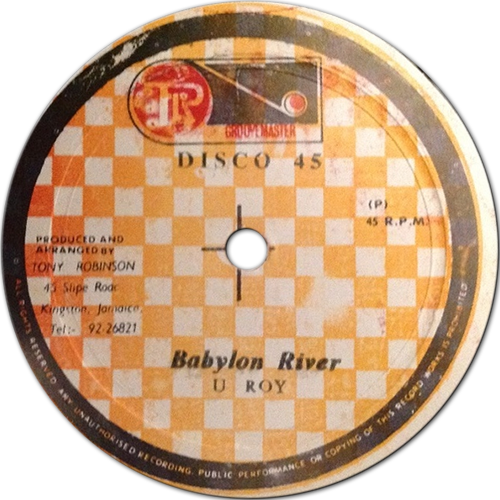 TR
GROOVEMASTER
DISCO 45
(P)
45 R.P.M.
PRODUCED AND
ARRANGED BY
TONY ROBINSON
45 Slipe Road
Kingston, Jamaica.
Tel:- 92-26821
Babylon River
U ROY
ALL RIGHTS RESERVED. ANY UNAUTHORISED RECORDING, PUBLIC PERFORMANCE OR COPYING OF THIS RECORD WORKS IS PROHIBITED